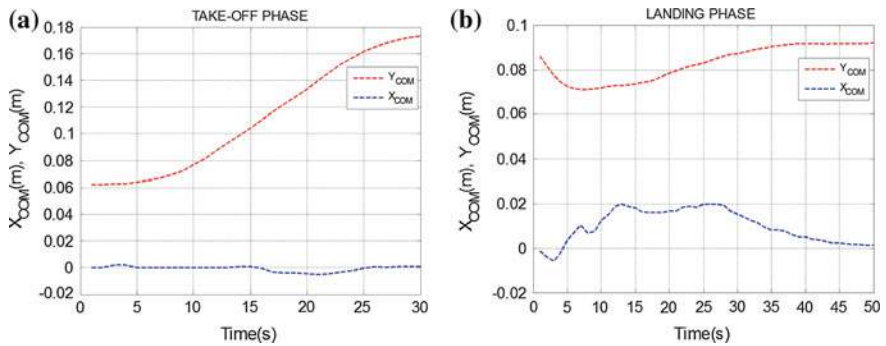 (a)
TAKE-OFF PHASE
0.18
0.16
0.14
0.12
0.1
0.08
0.06
0.04
0.02
0
-0.02
X_COM(m), Y_COM(m)
Y_COM
X_COM
0 5 10 15 20 25 30
Time(s)
(b)
LANDING PHASE
0.1
0.08
0.06
0.04
0.02
0
-0.02
X_COM(m), Y_COM(m)
Y_COM
X_COM
0 5 10 15 20 25 30 35 40 45 50
Time(s)